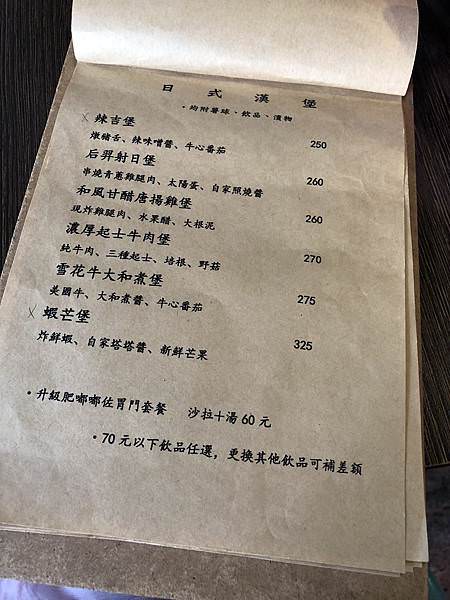 日式漢堡
·均附薯球、飲品、漬物
x 辣吉堡 250
燉豬舌、辣味噌醬、牛心番茄
后羿射日堡 260
串燒青蔥雞腿肉、太陽蛋、自家照燒醬
和風甘醋唐揚雞堡 260
現炸雞腿肉、水果醋、大根泥
濃厚起士牛肉堡 270
純牛肉、三種起士、培根、野菇
雪花牛大和煮堡 275
美國牛、大和煮醬、牛心番茄
x 蝦芒堡 325
炸鮮蝦、自家塔塔醬、新鮮芒果
·升級肥嘟嘟佐胃門套餐 沙拉+湯60元
·70元以下飲品任選，更換其他飲品可補差額